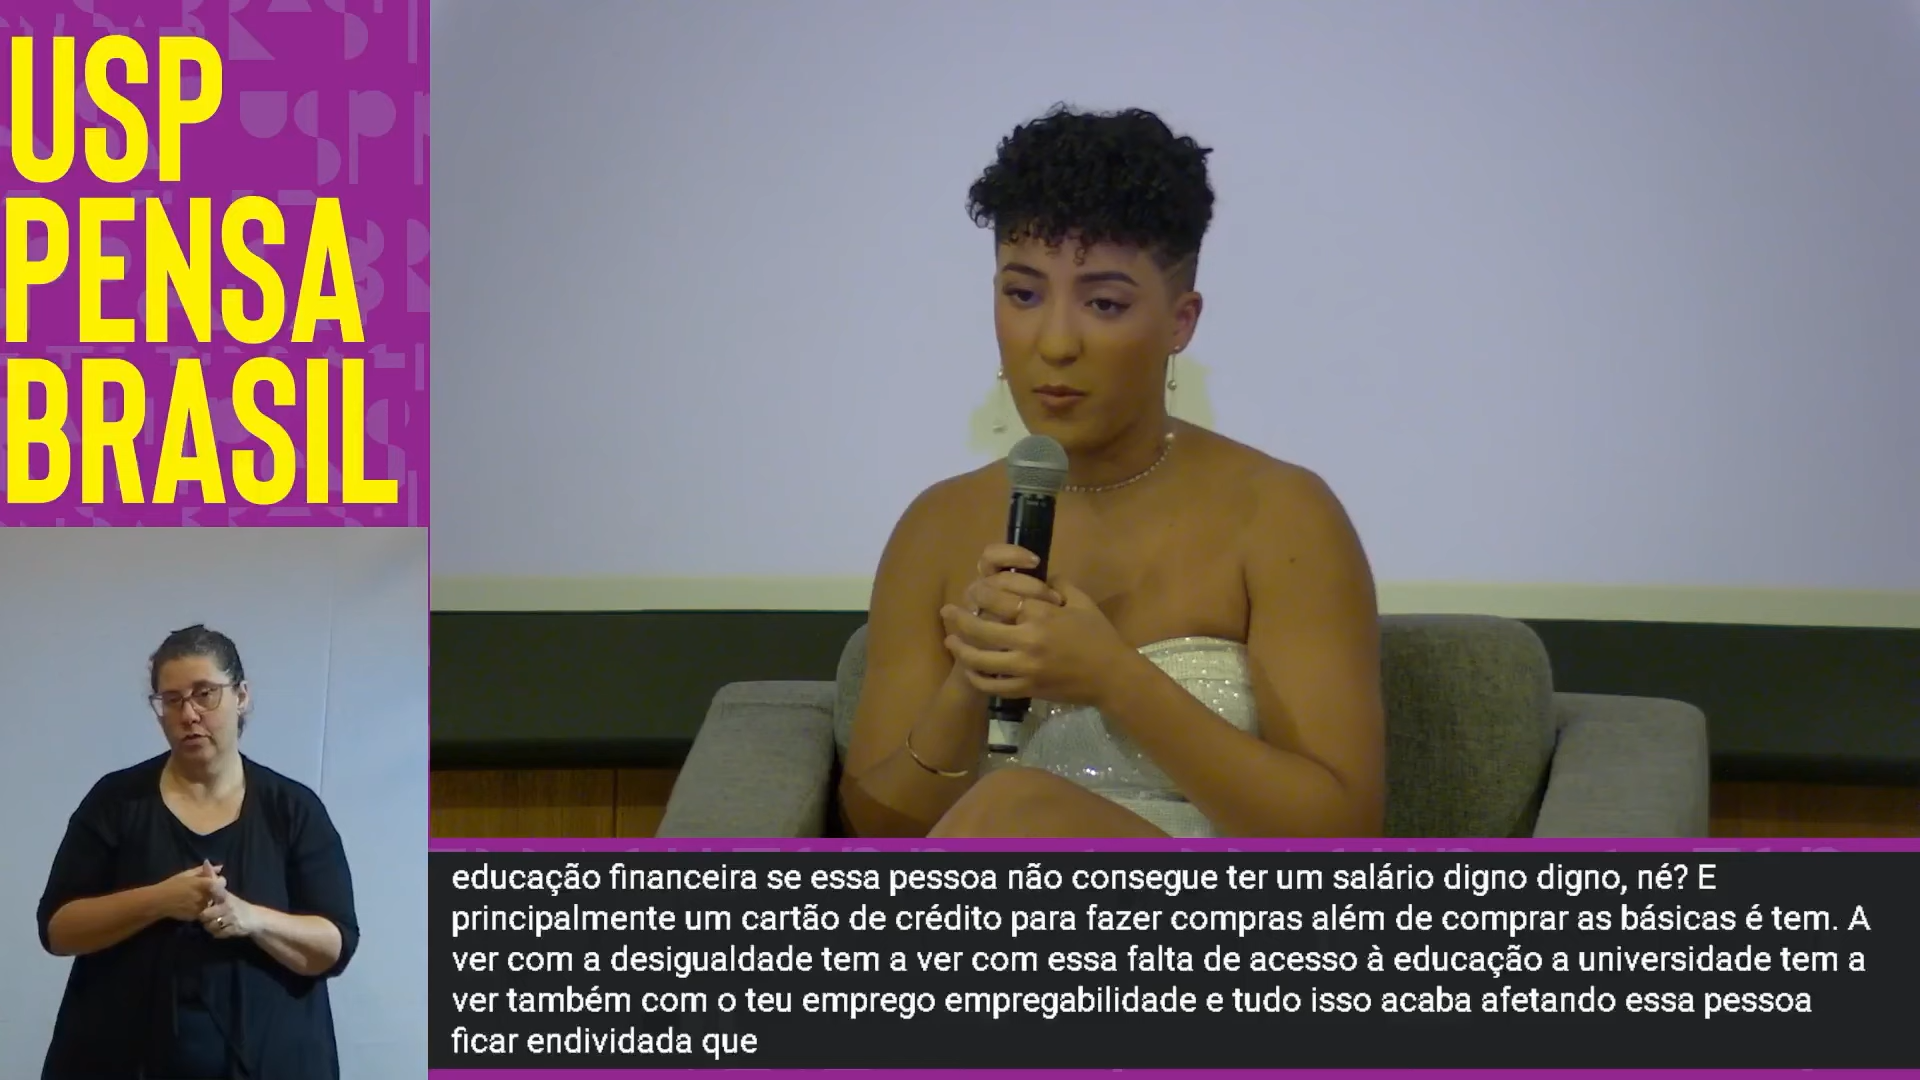 USP
PENSA
BRASIL
educação financeira se essa pessoa não consegue ter um salário digno digno, né? E
principalmente um cartão de crédito para fazer compras além de comprar as básicas é tem. A
ver com a desigualdade tem a ver com essa falta de acesso à educação a universidade tem a
ver também com o teu emprego empregabilidade e tudo isso acaba afetando essa pessoa
ficar endividada que